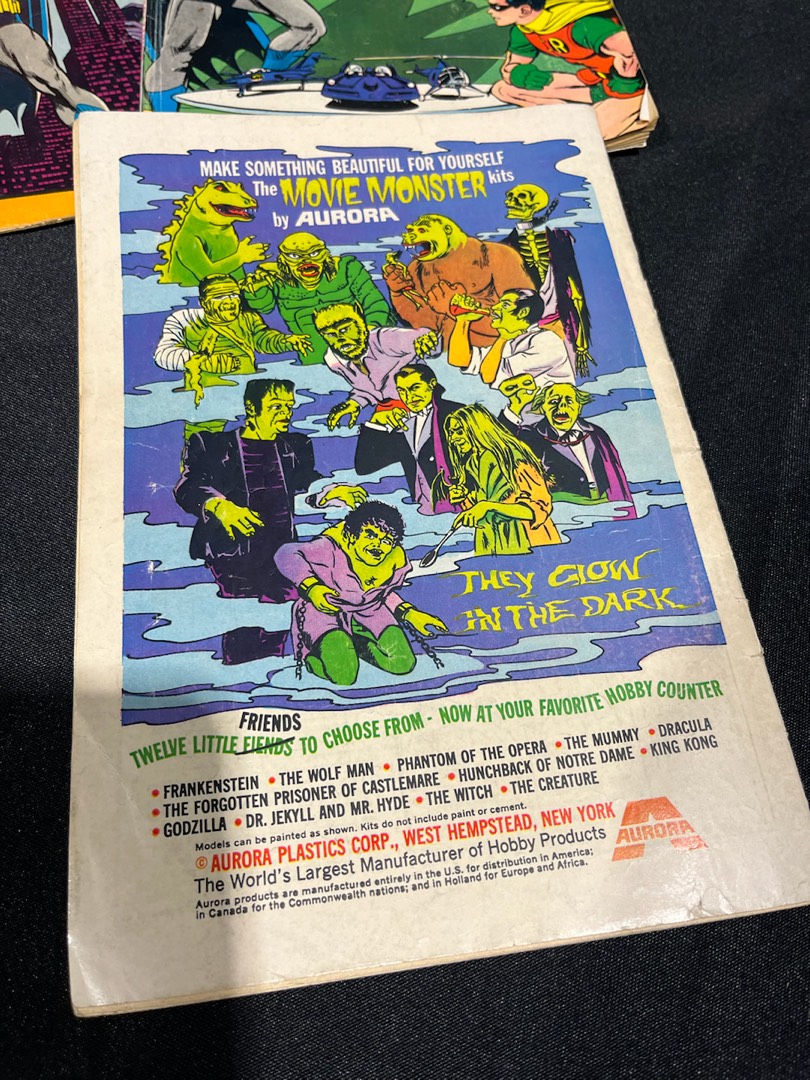 R
MAKE SOMETHING BEAUTIFUL FOR YOURSELF
The MOVIE MONSTER kits
by AURORA
THEY GLOW
IN THE DARK
FRIENDS
TWELVE LITTLE FIENDS TO CHOOSE FROM - NOW AT YOUR FAVORITE HOBBY COUNTER
• FRANKENSTEIN • THE WOLF MAN • PHANTOM OF THE OPERA • THE MUMMY • DRACULA
• THE FORGOTTEN PRISONER OF CASTLEMARE • HUNCHBACK OF NOTRE DAME • KING KONG
• GODZILLA • DR. JEKYLL AND MR. HYDE • THE WITCH • THE CREATURE
Models can be painted as shown. Kits do not include paint or cement.
© AURORA PLASTICS CORP., WEST HEMPSTEAD, NEW YORK
The World's Largest Manufacturer of Hobby Products
Aurora products are manufactured entirely in the U.S. for distribution in America;
in Canada for the Commonwealth nations; and in Holland for Europe and Africa.
AURORA